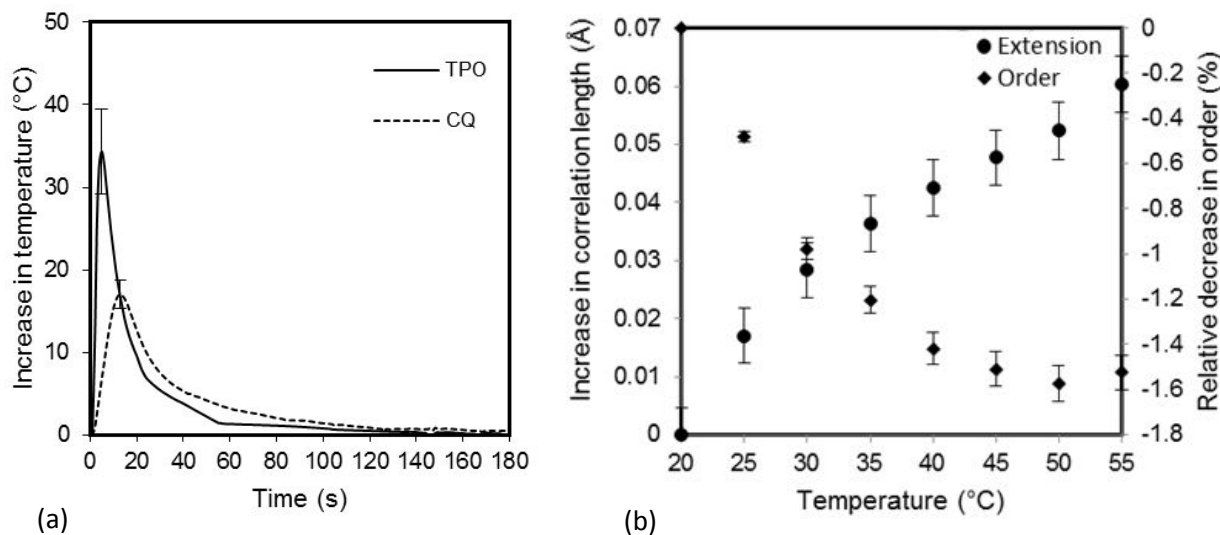 Increase in temperature (°C)
50
40
30
20
10
0
TPO
CQ
0 20 40 60 80 100 120 140 160 180
Time (s)
(a)
Increase in correlation length (Å)
0.07
0.06
0.05
0.04
0.03
0.02
0.01
0
Extension
Order
20 25 30 35 40 45 50 55
Temperature (°C)
0
-0.2
-0.4
-0.6
-0.8
-1
-1.2
-1.4
-1.6
-1.8
Relative decrease in order (%)
(b)